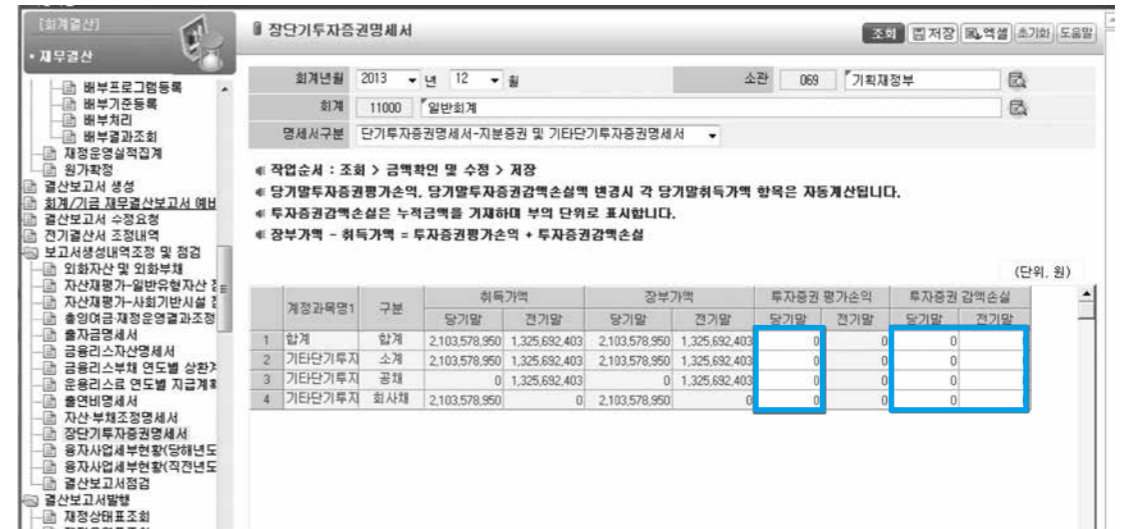 [회계결산]
• 재무결산
배부프로그램등록
배부기준등록
배부처리
배부결과조회
재정운영실적집계
원가확정
결산보고서 생성
회계/기금 재무결산보고서 예비
결산보고서 수정요청
전기결산서 조정내역
보고서생성내역조정 및 점검
외화자산 및 외화부채
자산재평가-일반유형자산
자산재평가-사회기반시설
출입여금·재정운영결과조정
출자금명세서
금융리스자산명세서
금융리스부채 연도별 상환
운용리스료 연도별 지급계획
출연비명세서
자산·부채조정명세서
장단기투자증권명세서
융자사업세부현황(당해년도
융자사업세부현황(직전년도
결산보고서점검
결산보고서발행
재정상태표조회
장단기투자증권명세서
조회 저장 엑셀 초기화 도움말
회계년월 2013 년 12 월 소관 069 기획재정부
회계 11000 일반회계
명세서구분 단기투자증권명세서-지분증권 및 기타단기투자증권명세서
작업순서 : 조회 > 금액확인 및 수정 > 저장
당기말투자증권평가손익, 당기말투자증권감액손실액 변경시 각 당기말취득가액 항목은 자동계산됩니다.
투자증권감액손실은 누적금액을 기재하며 부의 단위로 표시합니다.
장부가액 - 취득가액 = 투자증권평가손익 + 투자증권감액손실
(단위, 원)
계정과목명1 구분 취득가액 장부가액 투자증권 평가손익 투자증권 감액손실
당기말 전기말 당기말 전기말 당기말 전기말 당기말 전기말
1 합계 합계 2,103,578,950 1,325,692,403 2,103,578,950 1,325,692,403 0 0 0
2 기타단기투자 소계 2,103,578,950 1,325,692,403 2,103,578,950 1,325,692,403 0 0 0
3 기타단기투자 공채 0 1,325,692,403 0 1,325,692,403 0 0 0
4 기타단기투자 회사채 2,103,578,950 0 2,103,578,950 0 0 0 0